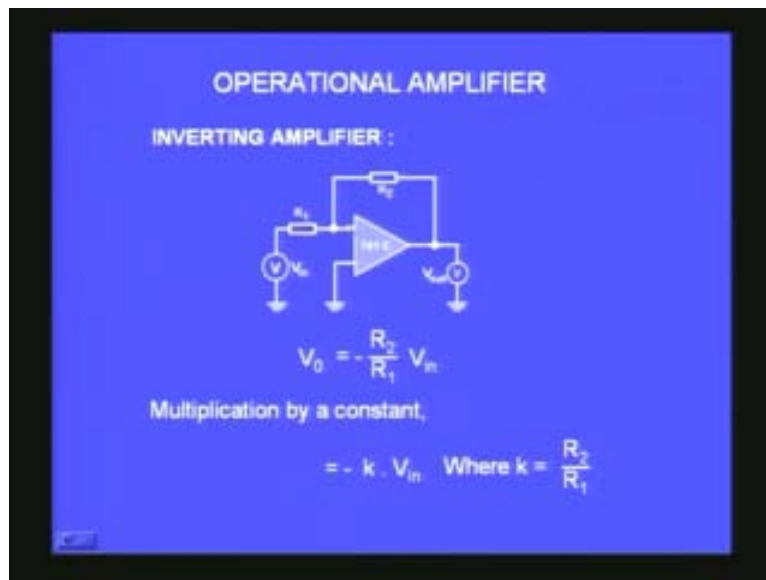 OPERATIONAL AMPLIFIER
INVERTING AMPLIFIER :
R₂
R₁
V
Vᵢₙ
Vₒᵤₜ
V
V₀ = - R₂/R₁ Vᵢₙ
Multiplication by a constant,
= - k . Vᵢₙ Where k = R₂/R₁